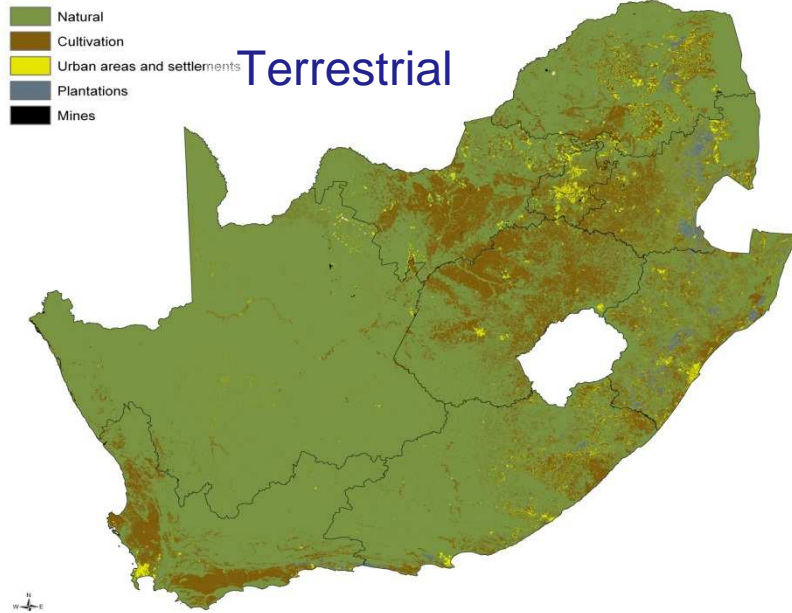 Natural
Cultivation
Urban areas and settlements
Plantations
Mines
Terrestrial
W E